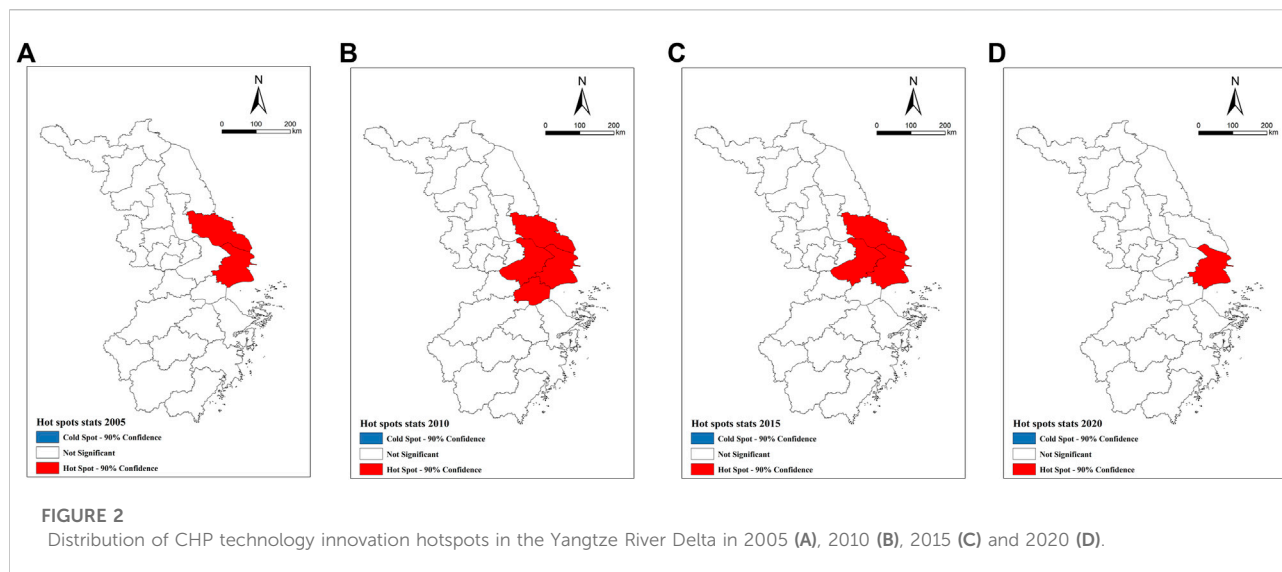 A
N
0 100 200
km
Hot spots stats 2005
Cold Spot - 90% Confidence
Not Significant
Hot Spot - 90% Confidence
B
N
0 100 200
km
Hot spots stats 2010
Cold Spot - 90% Confidence
Not Significant
Hot Spot - 90% Confidence
C
N
0 100 200
km
Hot spots stats 2015
Cold Spot - 90% Confidence
Not Significant
Hot Spot - 90% Confidence
D
N
0 100 200
km
Hot spots stats 2020
Cold Spot - 90% Confidence
Not Significant
Hot Spot - 90% Confidence
FIGURE 2
Distribution of CHP technology innovation hotspots in the Yangtze River Delta in 2005 (A), 2010 (B), 2015 (C) and 2020 (D).